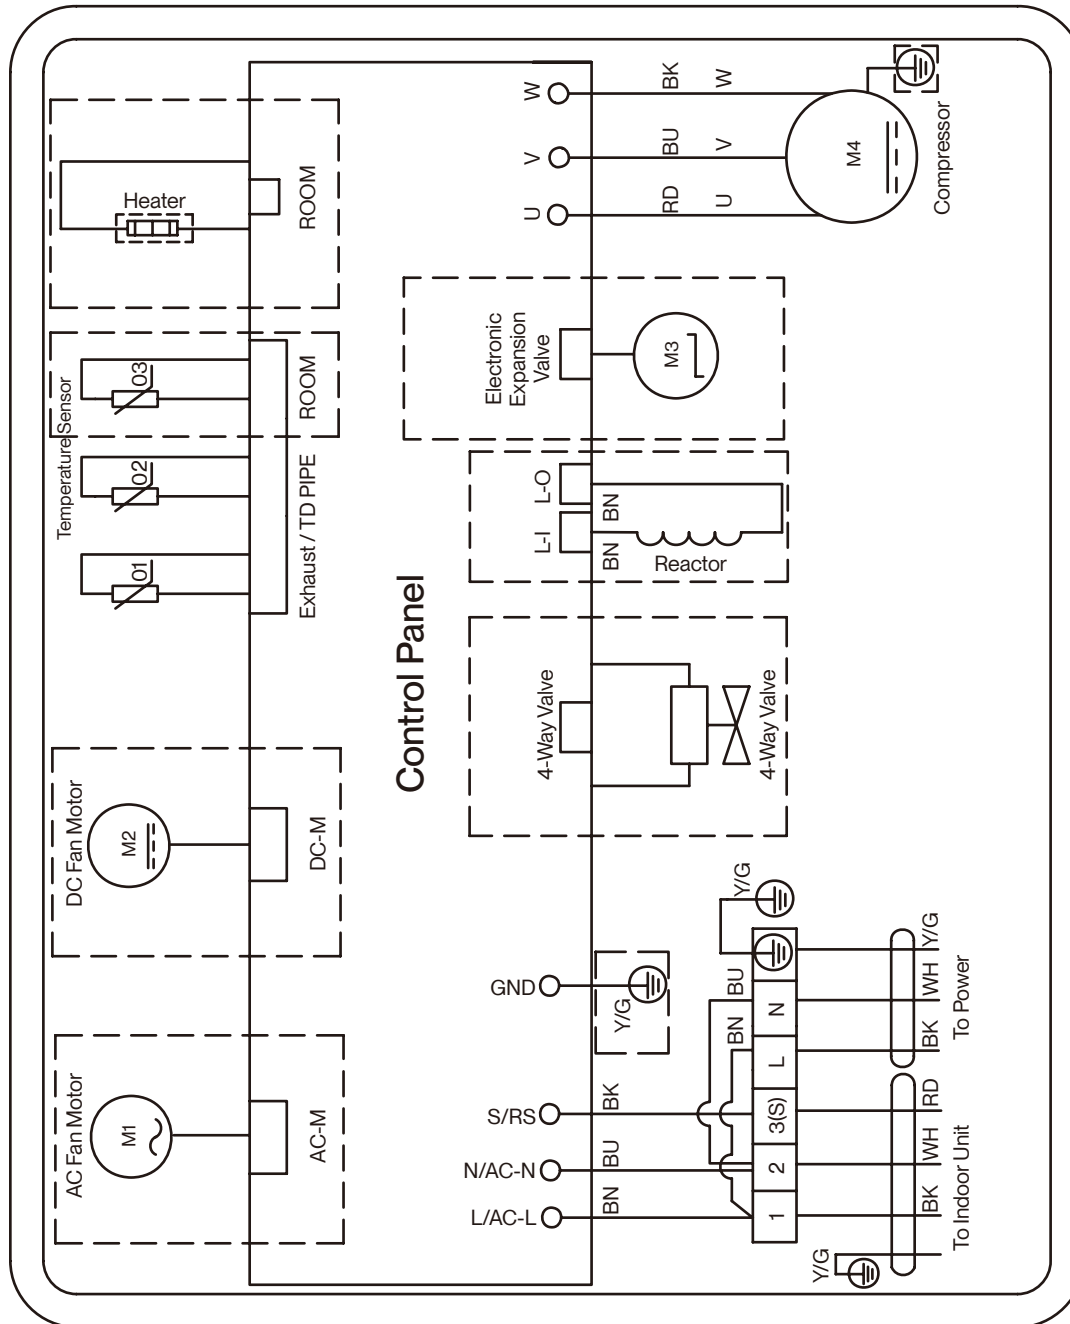 W
BK
W
V
BU
V
U
RD
U
M4
Compressor
Heater
ROOM
Electronic
Expansion
Valve
M3
Temperature Sensor
03
02
01
ROOM
Exhaust / TD PIPE
L-O
BN
L-I
BN
Reactor
Control Panel
4-Way Valve
4-Way Valve
DC Fan Motor
M2
DC-M
AC Fan Motor
M1
AC-M
GND
Y/G
S/RS
BK
N/AC-N
BU
L/AC-L
BN
Y/G
BU
BN
N
L
3(S)
2
1
Y/G
WH
BK
To Power
RD
WH
BK
To Indoor Unit
Y/G